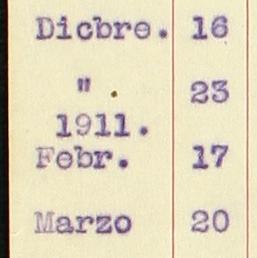 Dicbre. 16
" 23
1911.
Febr. 17
Marzo 20